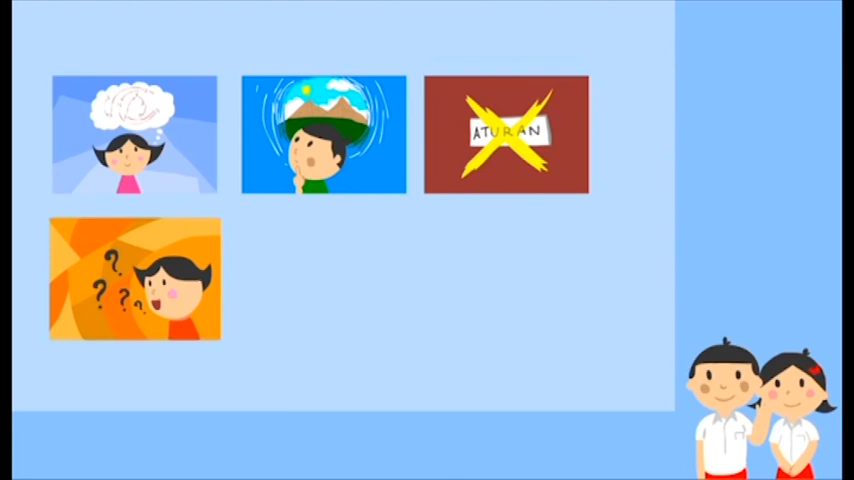 ATURAN
? ? ? ?